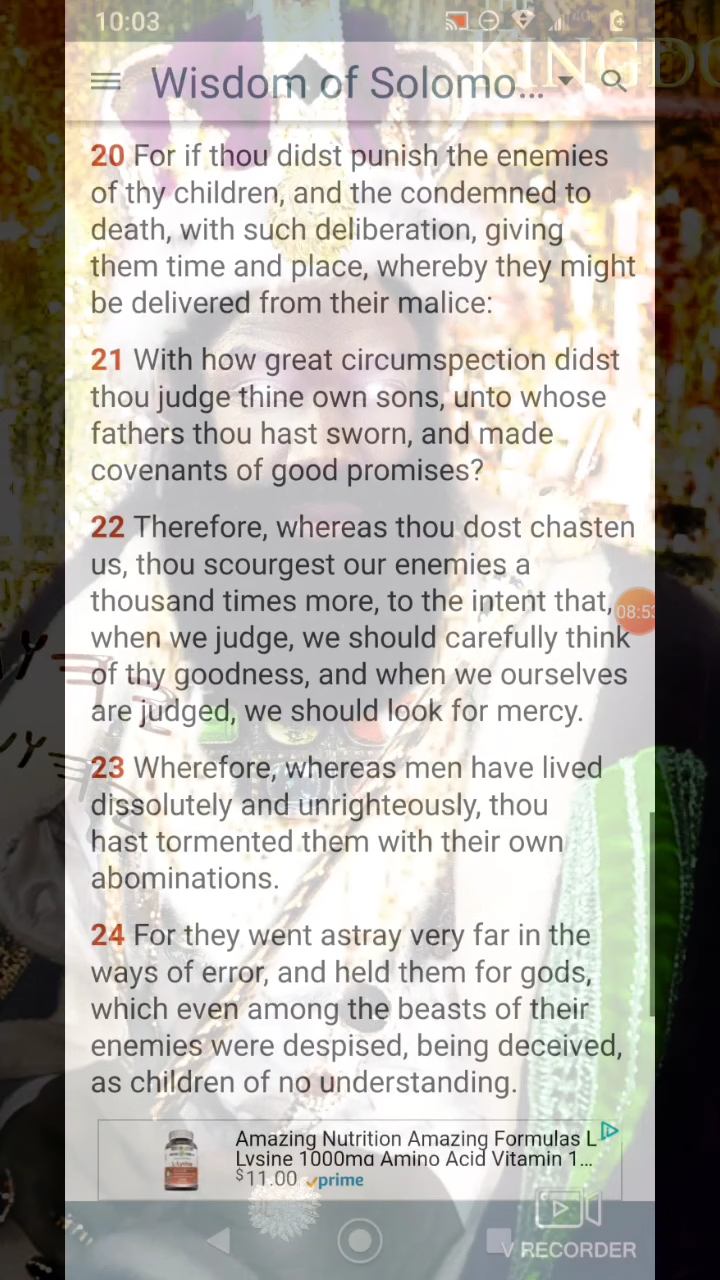 10:03
KINGDO
Wisdom of Solomo...
20 For if thou didst punish the enemies
of thy children, and the condemned to
death, with such deliberation, giving
them time and place, whereby they might
be delivered from their malice:
21 With how great circumspection didst
thou judge thine own sons, unto whose
fathers thou hast sworn, and made
covenants of good promises?
22 Therefore, whereas thou dost chasten
us, thou scourgest our enemies a
thousand times more, to the intent that,
when we judge, we should carefully think
of thy goodness, and when we ourselves
are judged, we should look for mercy.
08:53
23 Wherefore, whereas men have lived
dissolutely and unrighteously, thou
hast tormented them with their own
abominations.
24 For they went astray very far in the
ways of error, and held them for gods,
which even among the beasts of their
enemies were despised, being deceived,
as children of no understanding.
Amazing Nutrition Amazing Formulas L
Lysine 1000mg Amino Acid Vitamin 1...
$11.00 prime
V RECORDER